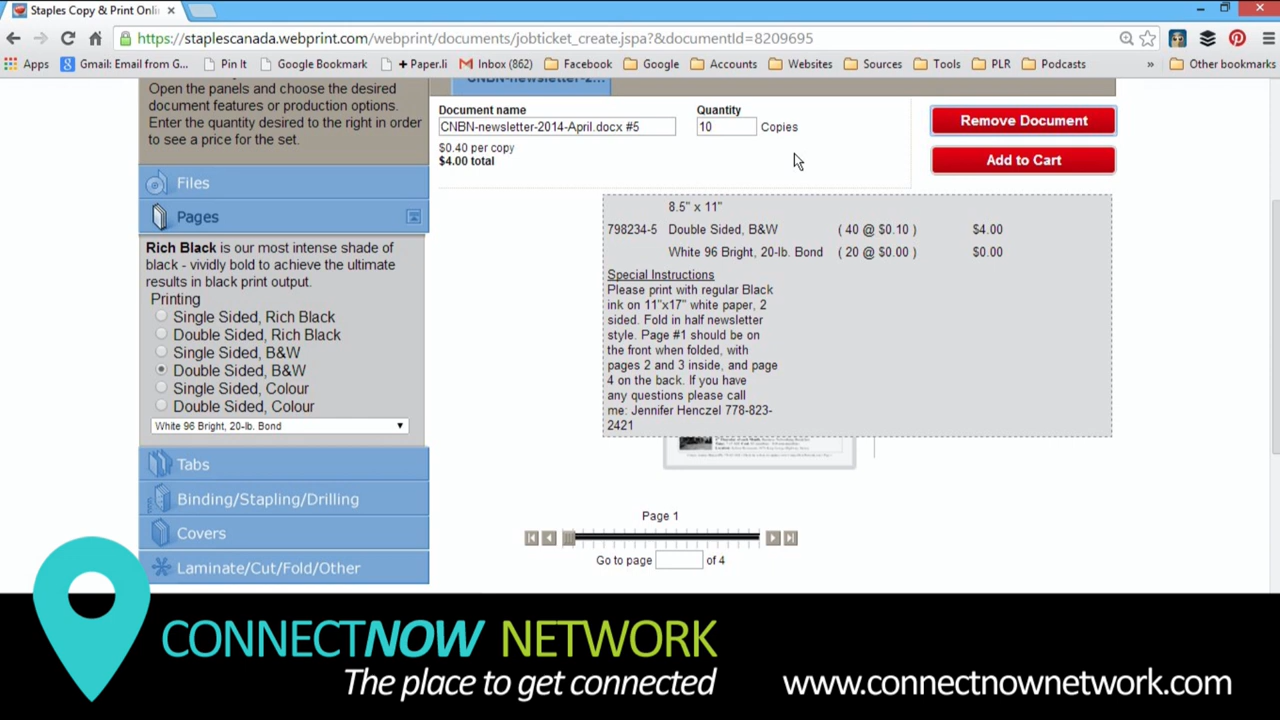 Staples Copy & Print Onli
https://staplescanada.webprint.com/webprint/documents/jobticket_create.jspa?&documentId=8209695
Apps
Gmail: Email from G...
Pin It
Google Bookmark
+ Paper.li
Inbox (862)
Facebook
Google
Accounts
Websites
Sources
Tools
PLR
Podcasts
»
Other bookmarks
Open the panels and choose the desired
document features or production options.
Enter the quantity desired to the right in order
to see a price for the set.
Files
Pages
Rich Black is our most intense shade of
black - vividly bold to achieve the ultimate
results in black print output.
Printing
Single Sided, Rich Black
Double Sided, Rich Black
Single Sided, B&W
Double Sided, B&W
Single Sided, Colour
Double Sided, Colour
White 96 Bright, 20-lb. Bond
Tabs
Binding/Stapling/Drilling
Covers
Laminate/Cut/Fold/Other
CNBN-newsletter-2...
Document name
CNBN-newsletter-2014-April.docx #5
$0.40 per copy
$4.00 total
Quantity
10 Copies
Remove Document
Add to Cart
8.5" x 11"
798234-5 Double Sided, B&W ( 40 @ $0.10 ) $4.00
White 96 Bright, 20-lb. Bond ( 20 @ $0.00 ) $0.00
Special Instructions
Please print with regular Black
ink on 11"x17" white paper, 2
sided. Fold in half newsletter
style. Page #1 should be on
the front when folded, with
pages 2 and 3 inside, and page
4 on the back. If you have
any questions please call
me: Jennifer Henczel 778-823-
2421
Page 1
Go to page of 4
CONNECTNOW NETWORK
The place to get connected
www.connectnownetwork.com